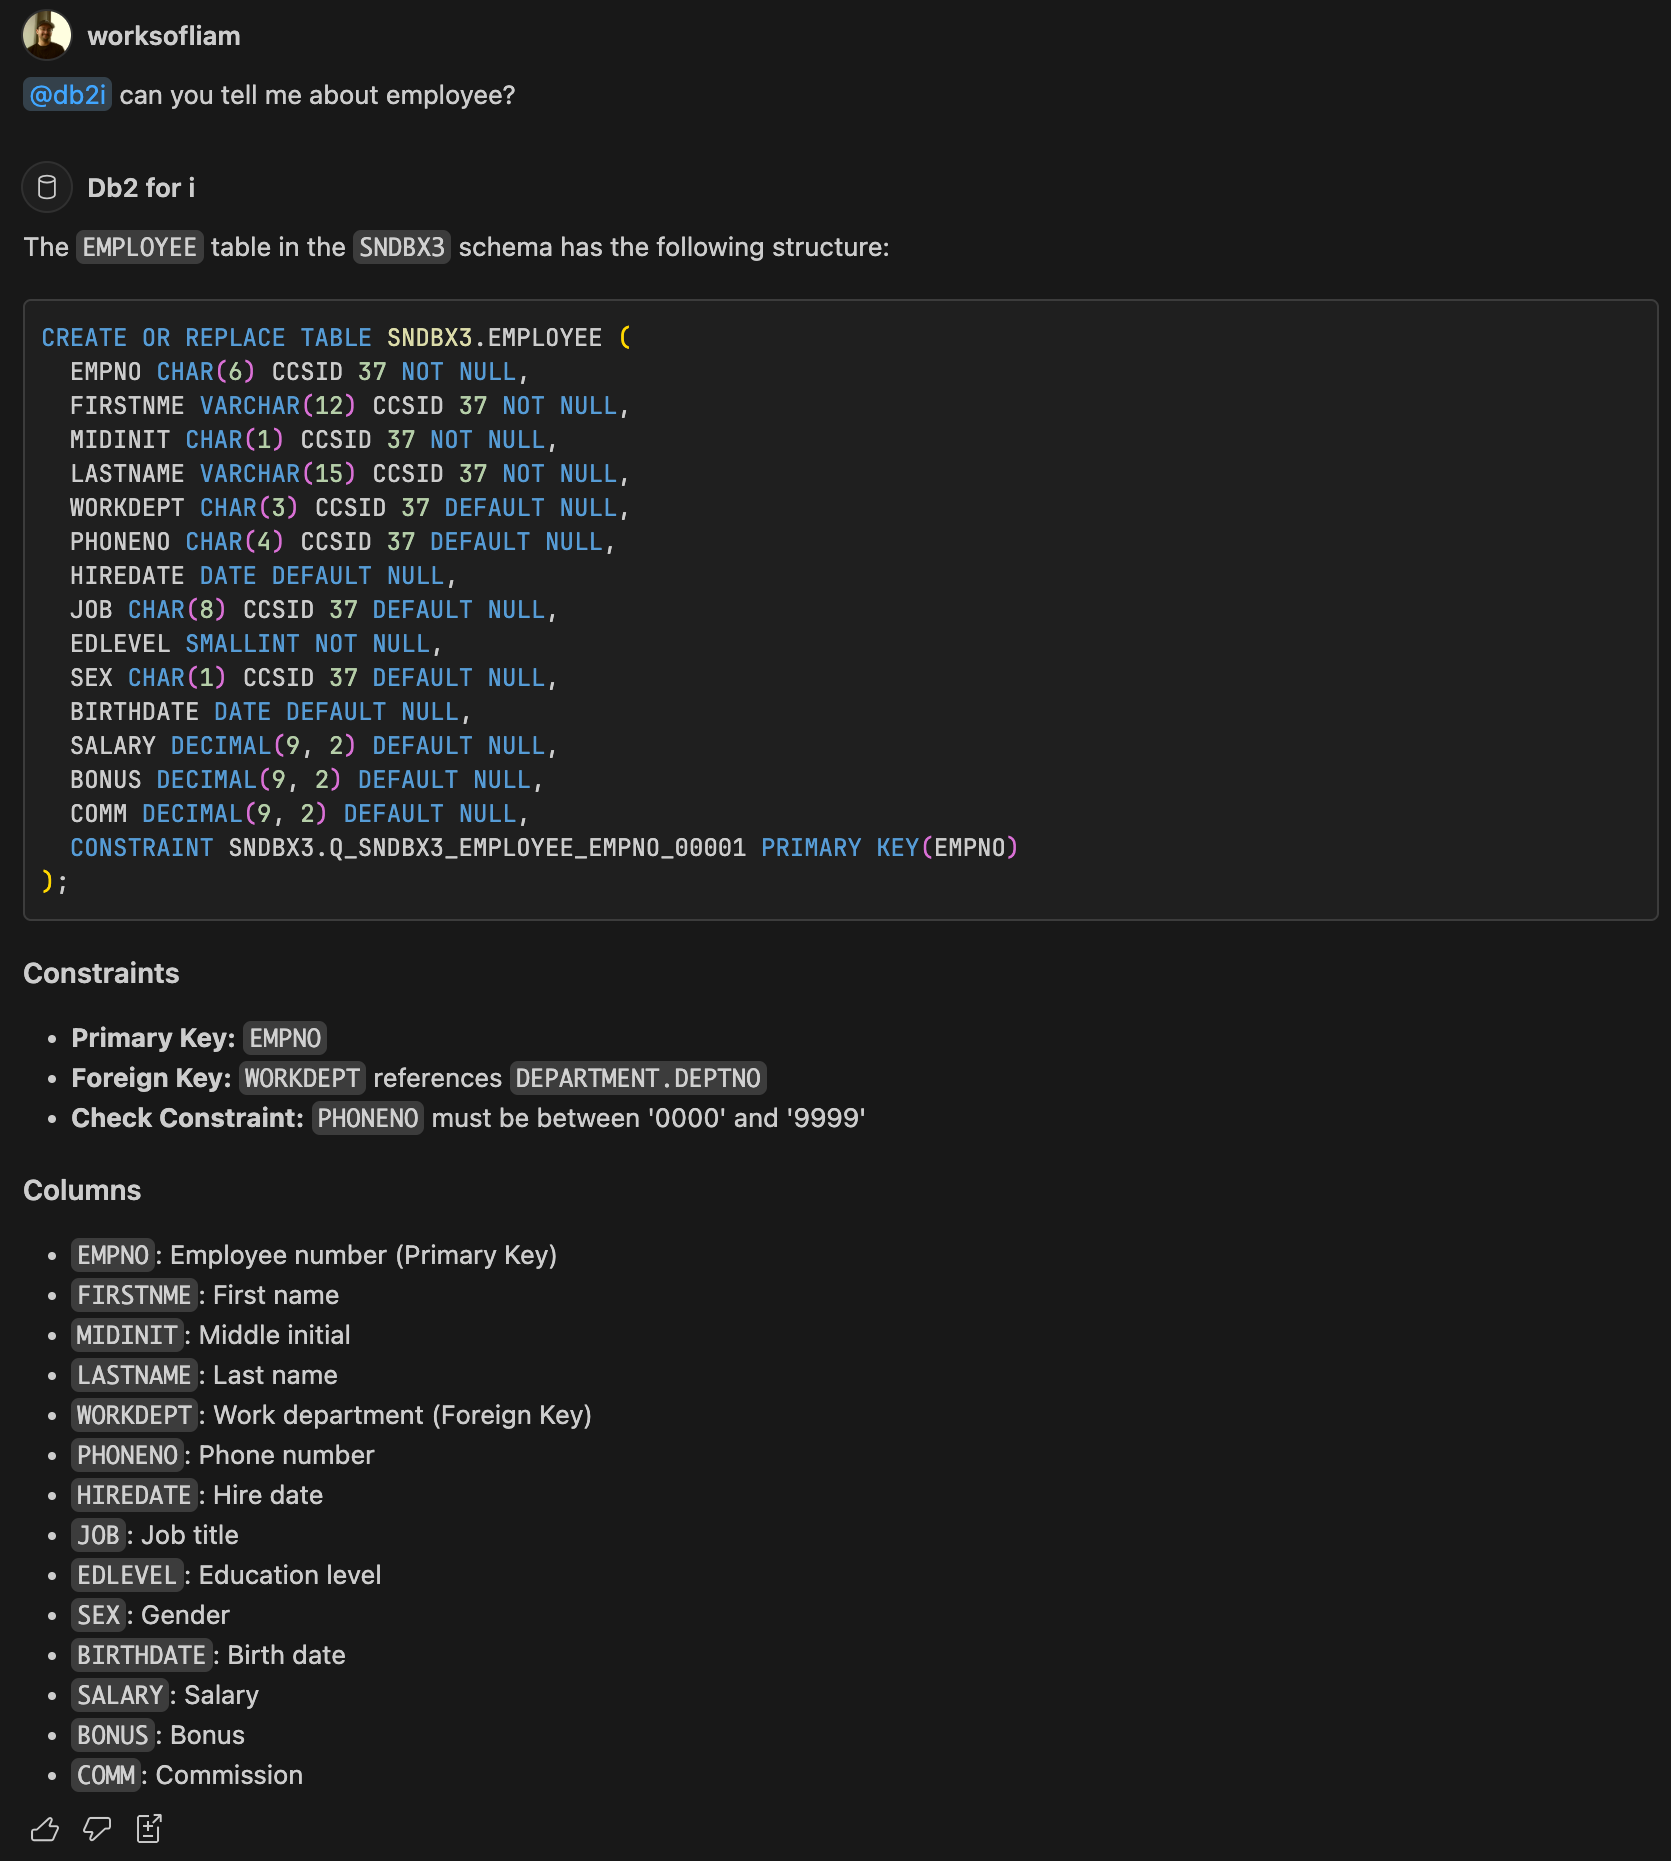 worksofliam
@db2i can you tell me about employee?
Db2 for i
The EMPLOYEE table in the SNDBX3 schema has the following structure:
CREATE OR REPLACE TABLE SNDBX3.EMPLOYEE (
  EMPNO CHAR(6) CCSID 37 NOT NULL,
  FIRSTNME VARCHAR(12) CCSID 37 NOT NULL,
  MIDINIT CHAR(1) CCSID 37 NOT NULL,
  LASTNAME VARCHAR(15) CCSID 37 NOT NULL,
  WORKDEPT CHAR(3) CCSID 37 DEFAULT NULL,
  PHONENO CHAR(4) CCSID 37 DEFAULT NULL,
  HIREDATE DATE DEFAULT NULL,
  JOB CHAR(8) CCSID 37 DEFAULT NULL,
  EDLEVEL SMALLINT NOT NULL,
  SEX CHAR(1) CCSID 37 DEFAULT NULL,
  BIRTHDATE DATE DEFAULT NULL,
  SALARY DECIMAL(9, 2) DEFAULT NULL,
  BONUS DECIMAL(9, 2) DEFAULT NULL,
  COMM DECIMAL(9, 2) DEFAULT NULL,
  CONSTRAINT SNDBX3.Q_SNDBX3_EMPLOYEE_EMPNO_00001 PRIMARY KEY(EMPNO)
);
Constraints
• Primary Key: EMPNO
• Foreign Key: WORKDEPT references DEPARTMENT.DEPTNO
• Check Constraint: PHONENO must be between '0000' and '9999'
Columns
• EMPNO: Employee number (Primary Key)
• FIRSTNME: First name
• MIDINIT: Middle initial
• LASTNAME: Last name
• WORKDEPT: Work department (Foreign Key)
• PHONENO: Phone number
• HIREDATE: Hire date
• JOB: Job title
• EDLEVEL: Education level
• SEX: Gender
• BIRTHDATE: Birth date
• SALARY: Salary
• BONUS: Bonus
• COMM: Commission